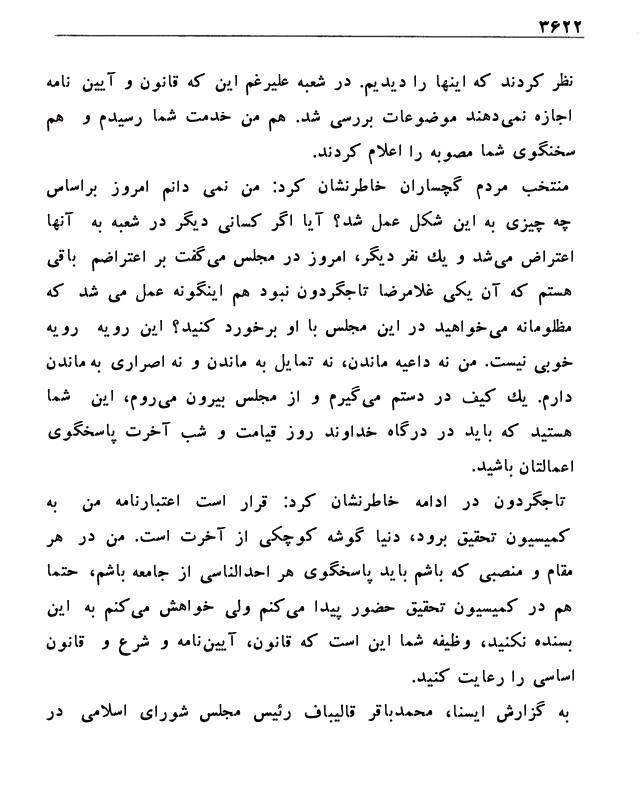 ۳۶۲۲
نظر کردند که اینها را دیدیم. در شعبه علیرغم این که قانون و آیین نامه
اجازه نمی‌دهند موضوعات بررسی شد. هم من خدمت شما رسیدم و هم
سخنگوی شما مصوبه را اعلام کردند.
منتخب مردم گچساران خاطرنشان کرد: من نمی دانم امروز براساس
چه چیزی به این شکل عمل شد؟ آیا اگر کسانی دیگر در شعبه به آنها
اعتراض می‌شد و یك نفر دیگر، امروز در مجلس می‌گفت بر اعتراضم باقی
هستم که آن یکی غلامرضا تاجگردون نبود هم اینگونه عمل می شد که
مظلومانه می‌خواهید در این مجلس با او برخورد کنید؟ این رویه رویه
خوبی نیست. من نه داعیه ماندن، نه تمایل به ماندن و نه اصراری به ماندن
دارم. یك کیف در دستم می‌گیرم و از مجلس بیرون می‌روم، این شما
هستید که باید در درگاه خداوند روز قیامت و شب آخرت پاسخگوی
اعمالتان باشید.
تاجگردون در ادامه خاطرنشان کرد: قرار است اعتبارنامه من به
کمیسیون تحقیق برود، دنیا گوشه کوچکی از آخرت است. من در هر
مقام و منصبی که باشم باید پاسخگوی هر احدالناسی از جامعه باشم، حتما
هم در کمیسیون تحقیق حضور پیدا می‌کنم ولی خواهش می‌کنم به این
بسنده نکنید، وظیفه شما این است که قانون، آیین‌نامه و شرع و قانون
اساسی را رعایت کنید.
به گزارش ایسنا، محمدباقر قالیباف رئیس مجلس شورای اسلامی در